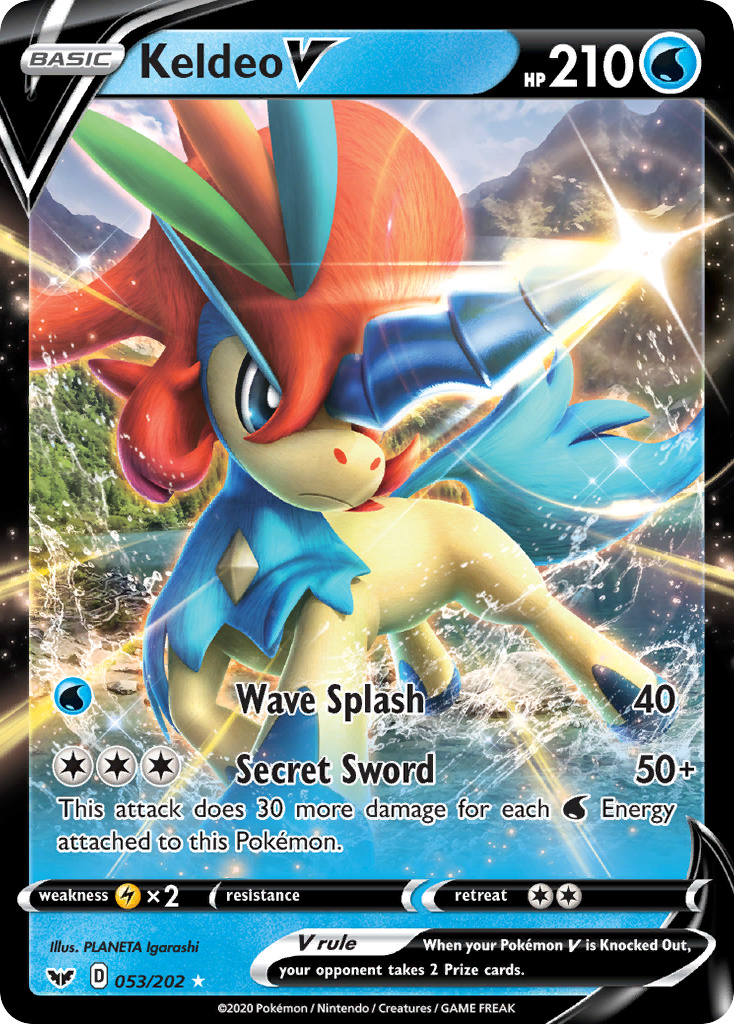 BASIC Keldeo V HP 210
Wave Splash 40
Secret Sword 50+
This attack does 30 more damage for each Energy
attached to this Pokémon.
weakness ×2 resistance retreat
Illus. PLANETA Igarashi
V rule When your Pokémon V is Knocked Out,
your opponent takes 2 Prize cards.
D 053/202
©2020 Pokémon / Nintendo / Creatures / GAME FREAK